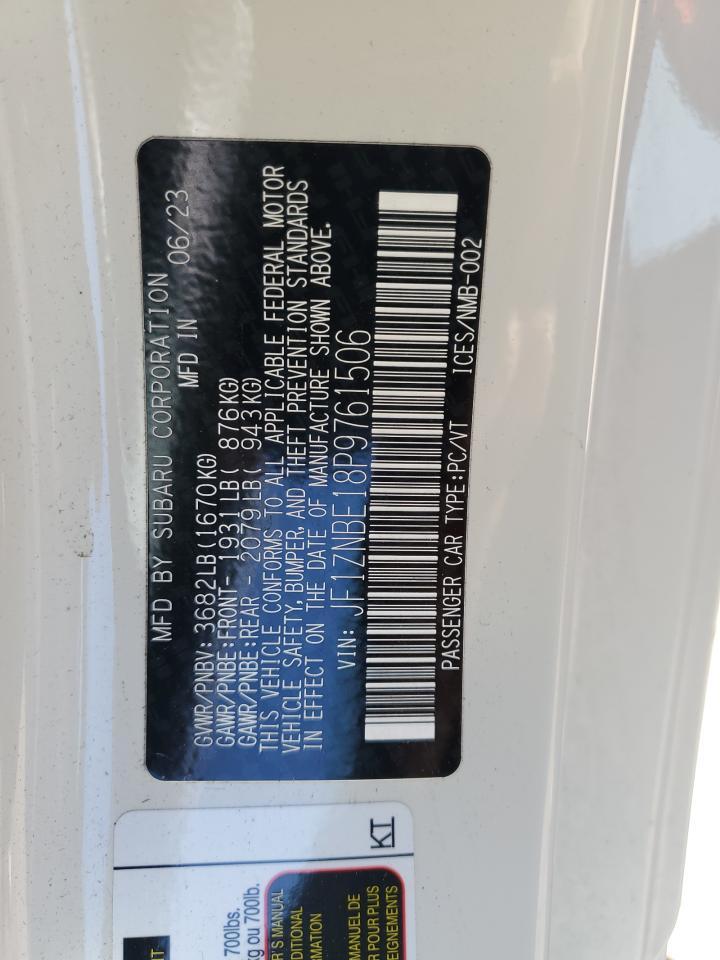 MFD BY SUBARU CORPORATION
MFD IN 06/23
GVWR/PNBV: 3682LB(1670KG)
GAWR/PNBE:FRONT- 1931LB( 876KG)
GAWR/PNBE:REAR - 2079LB( 943KG)
THIS VEHICLE CONFORMS TO ALL APPLICABLE FEDERAL MOTOR
VEHICLE SAFETY, BUMPER, AND THEFT PREVENTION STANDARDS
IN EFFECT ON THE DATE OF MANUFACTURE SHOWN ABOVE.
VIN: JF1ZNBE18P9761506
PASSENGER CAR TYPE:PC/VT ICES/NMB-002
700lbs.
kg ou 700lb.
'S MANUAL
DITIONAL
MATION
MANUEL DE
R POUR PLUS
EIGNEMENTS
KT